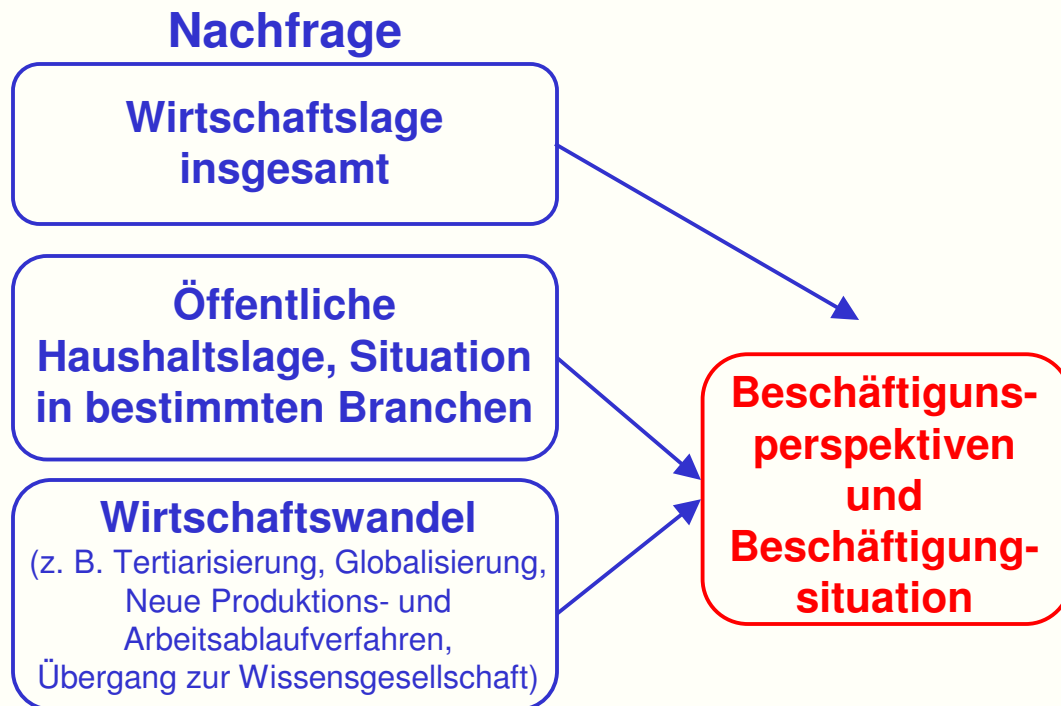 Nachfrage
Wirtschaftslage
insgesamt
Öffentliche
Haushaltslage, Situation
in bestimmten Branchen
Wirtschaftswandel
(z. B. Tertiarisierung, Globalisierung,
Neue Produktions- und
Arbeitsablaufverfahren,
Übergang zur Wissensgesellschaft)
Beschäftiguns-
perspektiven
und
Beschäftigung-
situation